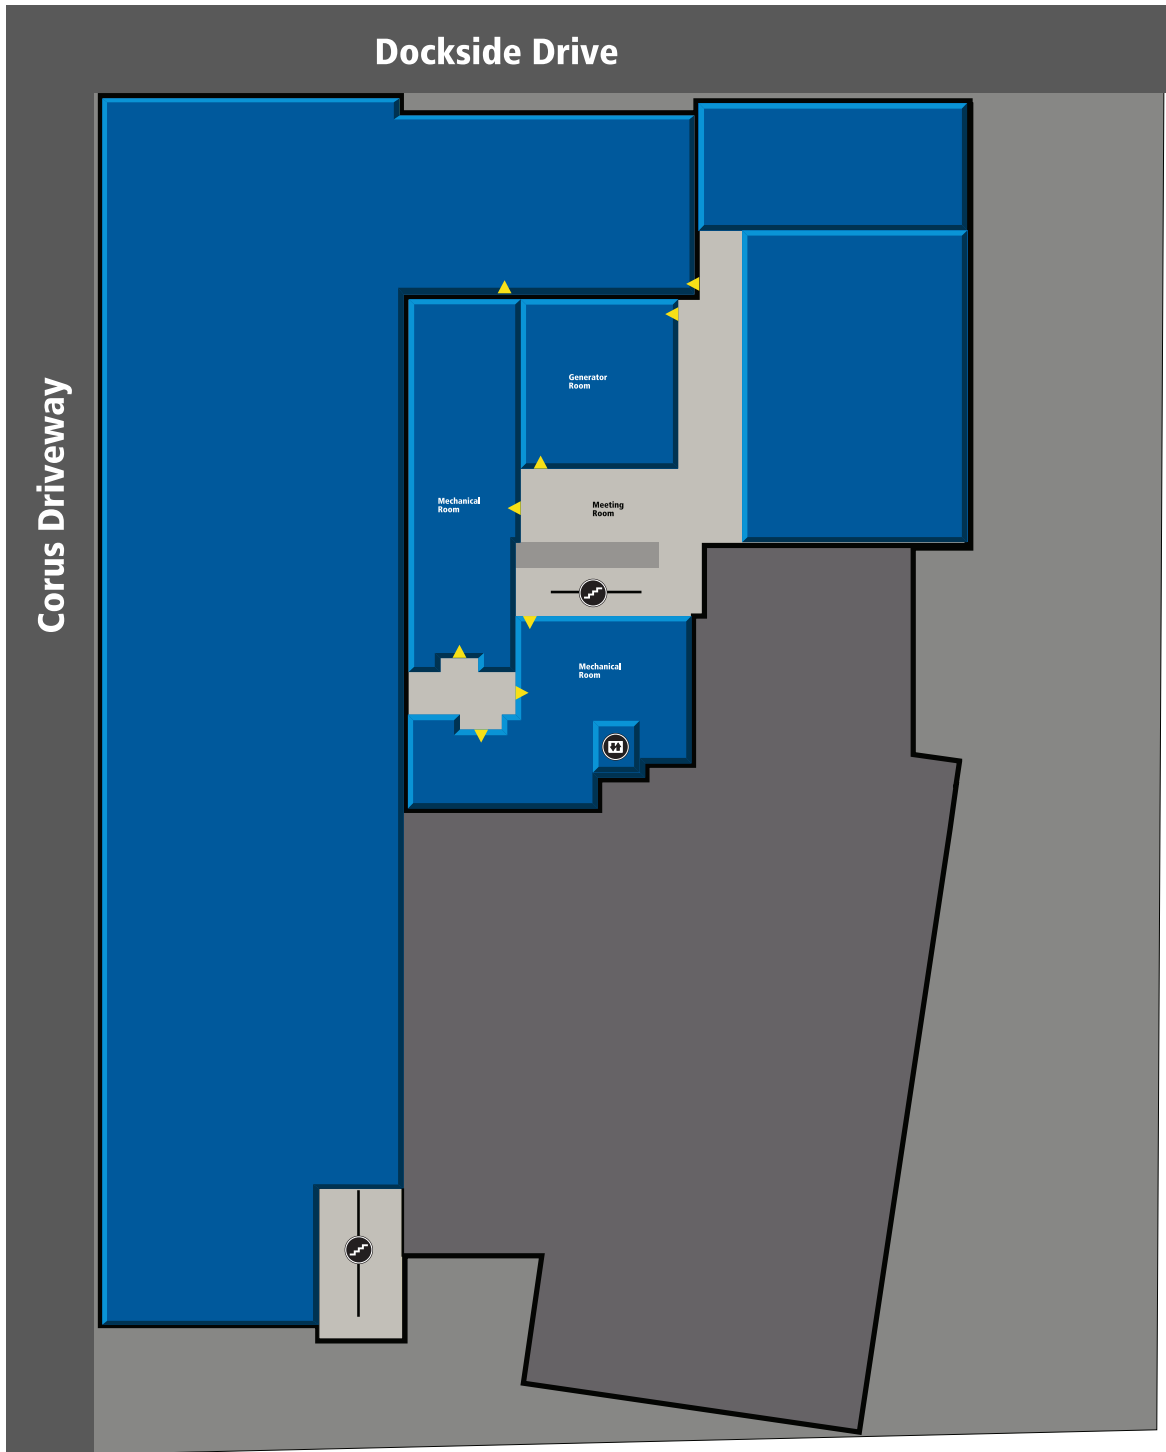 Dockside Drive
Corus Driveway
Generator
Room
Mechanical
Room
Meeting
Room
Mechanical
Room